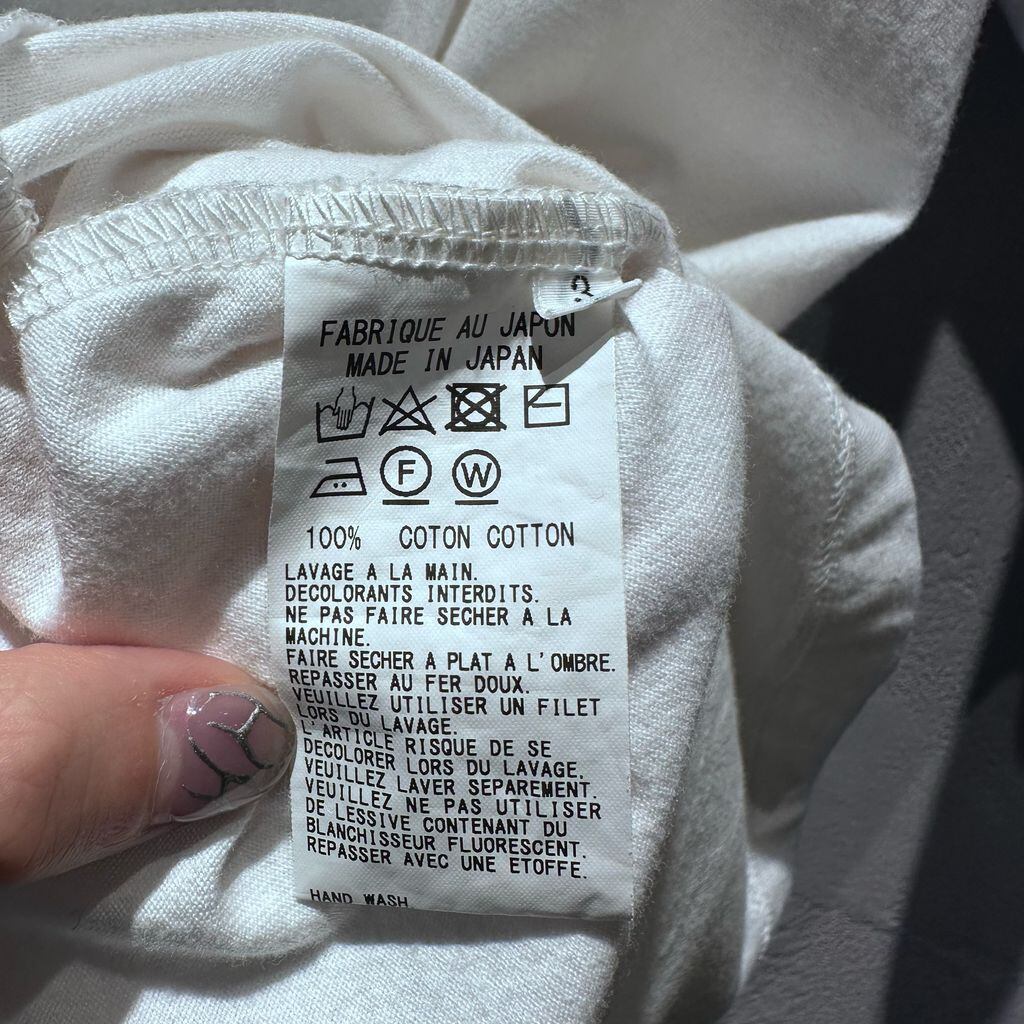 FABRIQUE AU JAPON
MADE IN JAPAN
F W
100% COTON COTTON
LAVAGE A LA MAIN.
DECOLORANTS INTERDITS.
NE PAS FAIRE SECHER A LA
MACHINE.
FAIRE SECHER A PLAT A L'OMBRE.
REPASSER AU FER DOUX.
VEUILLEZ UTILISER UN FILET
LORS DU LAVAGE.
L'ARTICLE RISQUE DE SE
DECOLORER LORS DU LAVAGE.
VEUILLEZ LAVER SEPAREMENT.
VEUILLEZ NE PAS UTILISER
DE LESSIVE CONTENANT DU
BLANCHISSEUR FLUORESCENT.
REPASSER AVEC UNE ETOFFE.
HAND WASH